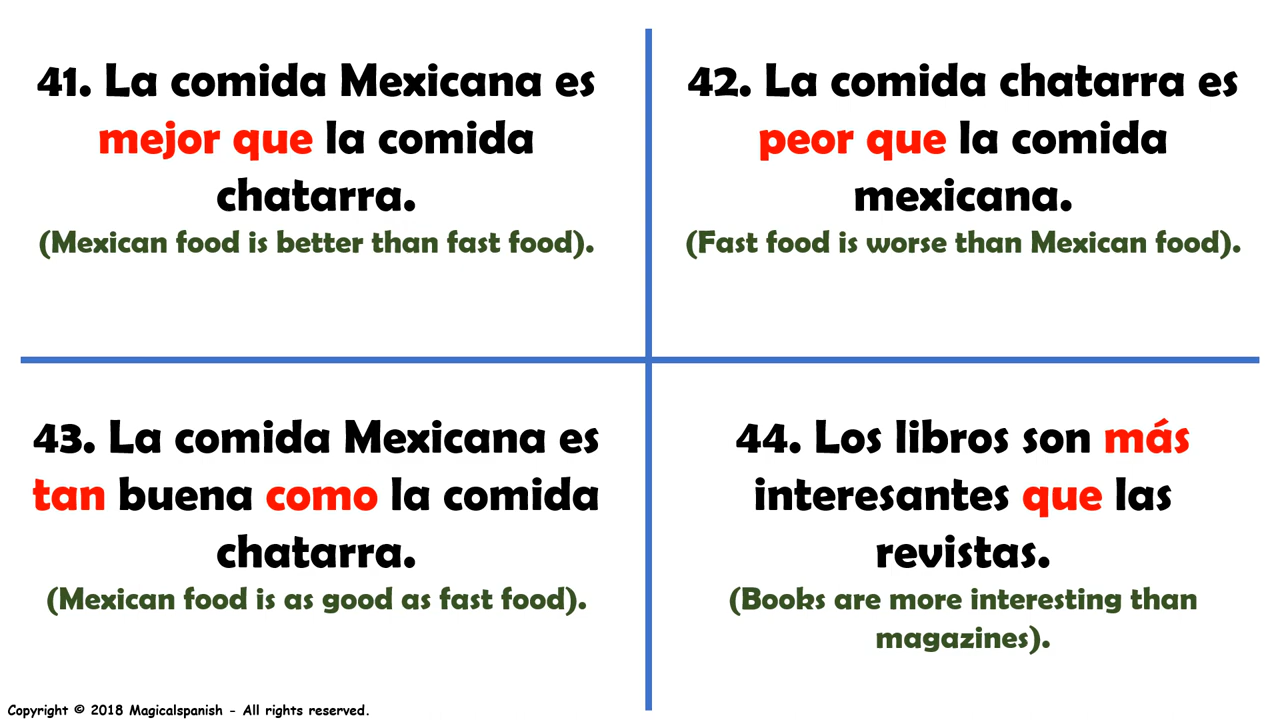 41. La comida Mexicana es
mejor que la comida
chatarra.
(Mexican food is better than fast food).
42. La comida chatarra es
peor que la comida
mexicana.
(Fast food is worse than Mexican food).
43. La comida Mexicana es
tan buena como la comida
chatarra.
(Mexican food is as good as fast food).
44. Los libros son más
interesantes que las
revistas.
(Books are more interesting than
magazines).
Copyright © 2018 Magicalspanish - All rights reserved.